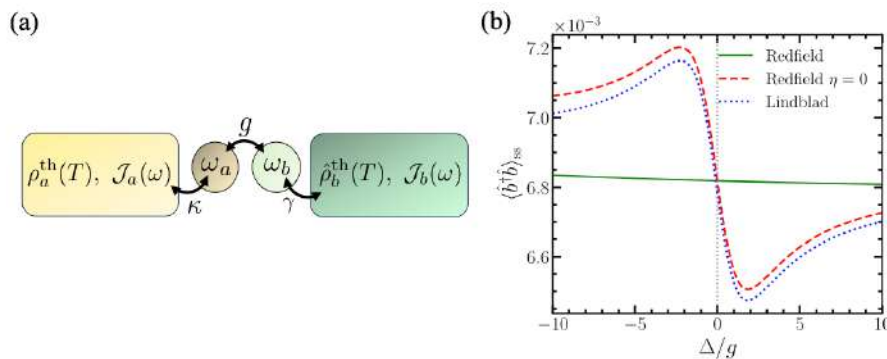 (a)
g
ρ_a^th(T), 𝒥_a(ω)
ω_a
ω_b
ρ̂_b^th(T), 𝒥_b(ω)
κ
γ
(b)
×10⁻³
7.2
7.0
6.8
6.6
⟨b̂†b̂⟩ss
Redfield
Redfield η = 0
Lindblad
−10
−5
0
5
10
Δ/g